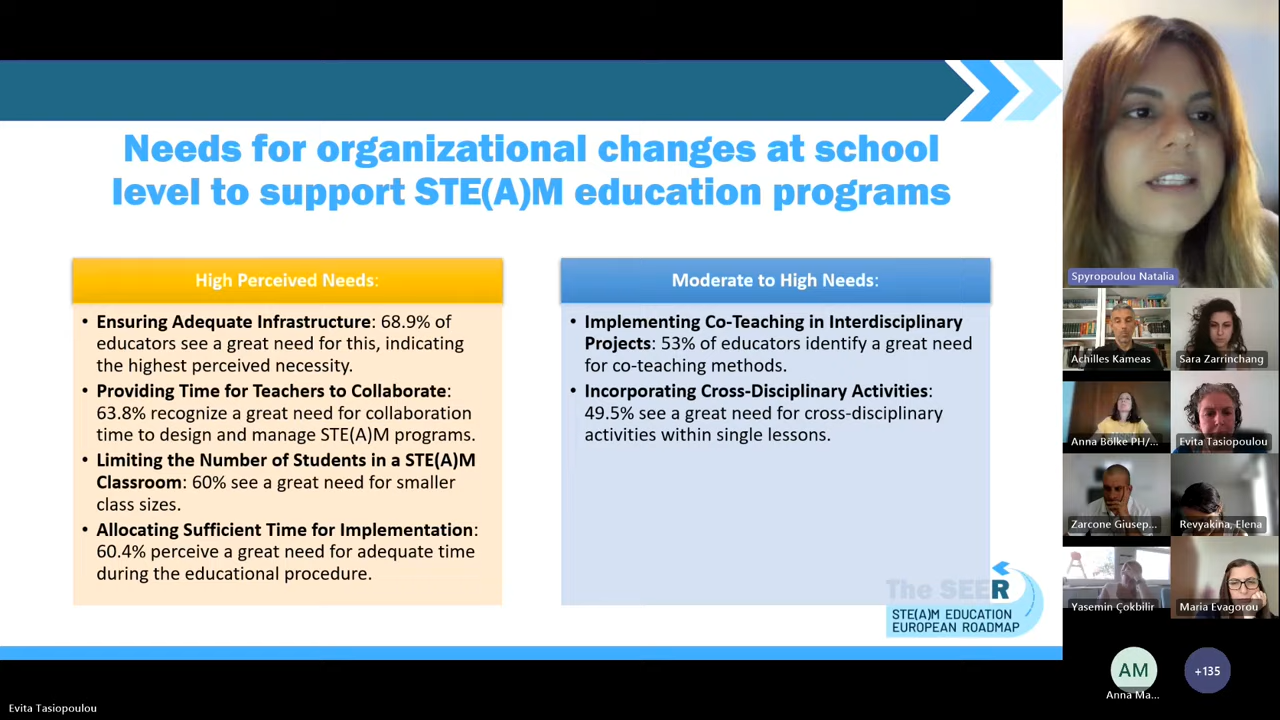 Needs for organizational changes at school
level to support STE(A)M education programs
High Perceived Needs:
• Ensuring Adequate Infrastructure: 68.9% of
educators see a great need for this, indicating
the highest perceived necessity.
• Providing Time for Teachers to Collaborate:
63.8% recognize a great need for collaboration
time to design and manage STE(A)M programs.
• Limiting the Number of Students in a STE(A)M
Classroom: 60% see a great need for smaller
class sizes.
• Allocating Sufficient Time for Implementation:
60.4% perceive a great need for adequate time
during the educational procedure.
Moderate to High Needs:
• Implementing Co-Teaching in Interdisciplinary
Projects: 53% of educators identify a great need
for co-teaching methods.
• Incorporating Cross-Disciplinary Activities:
49.5% see a great need for cross-disciplinary
activities within single lessons.
The SEER
STE(A)M EDUCATION
EUROPEAN ROADMAP
Spyropoulou Natalia
Achilles Kameas
Sara Zarrinchang
Anna Bölke PH/...
Evita Tasiopoulou
Zarcone Giusep...
Revyakina, Elena
Yasemin Çokbilir
Maria Evagorou
AM
Anna Ma...
+135
Evita Tasiopoulou